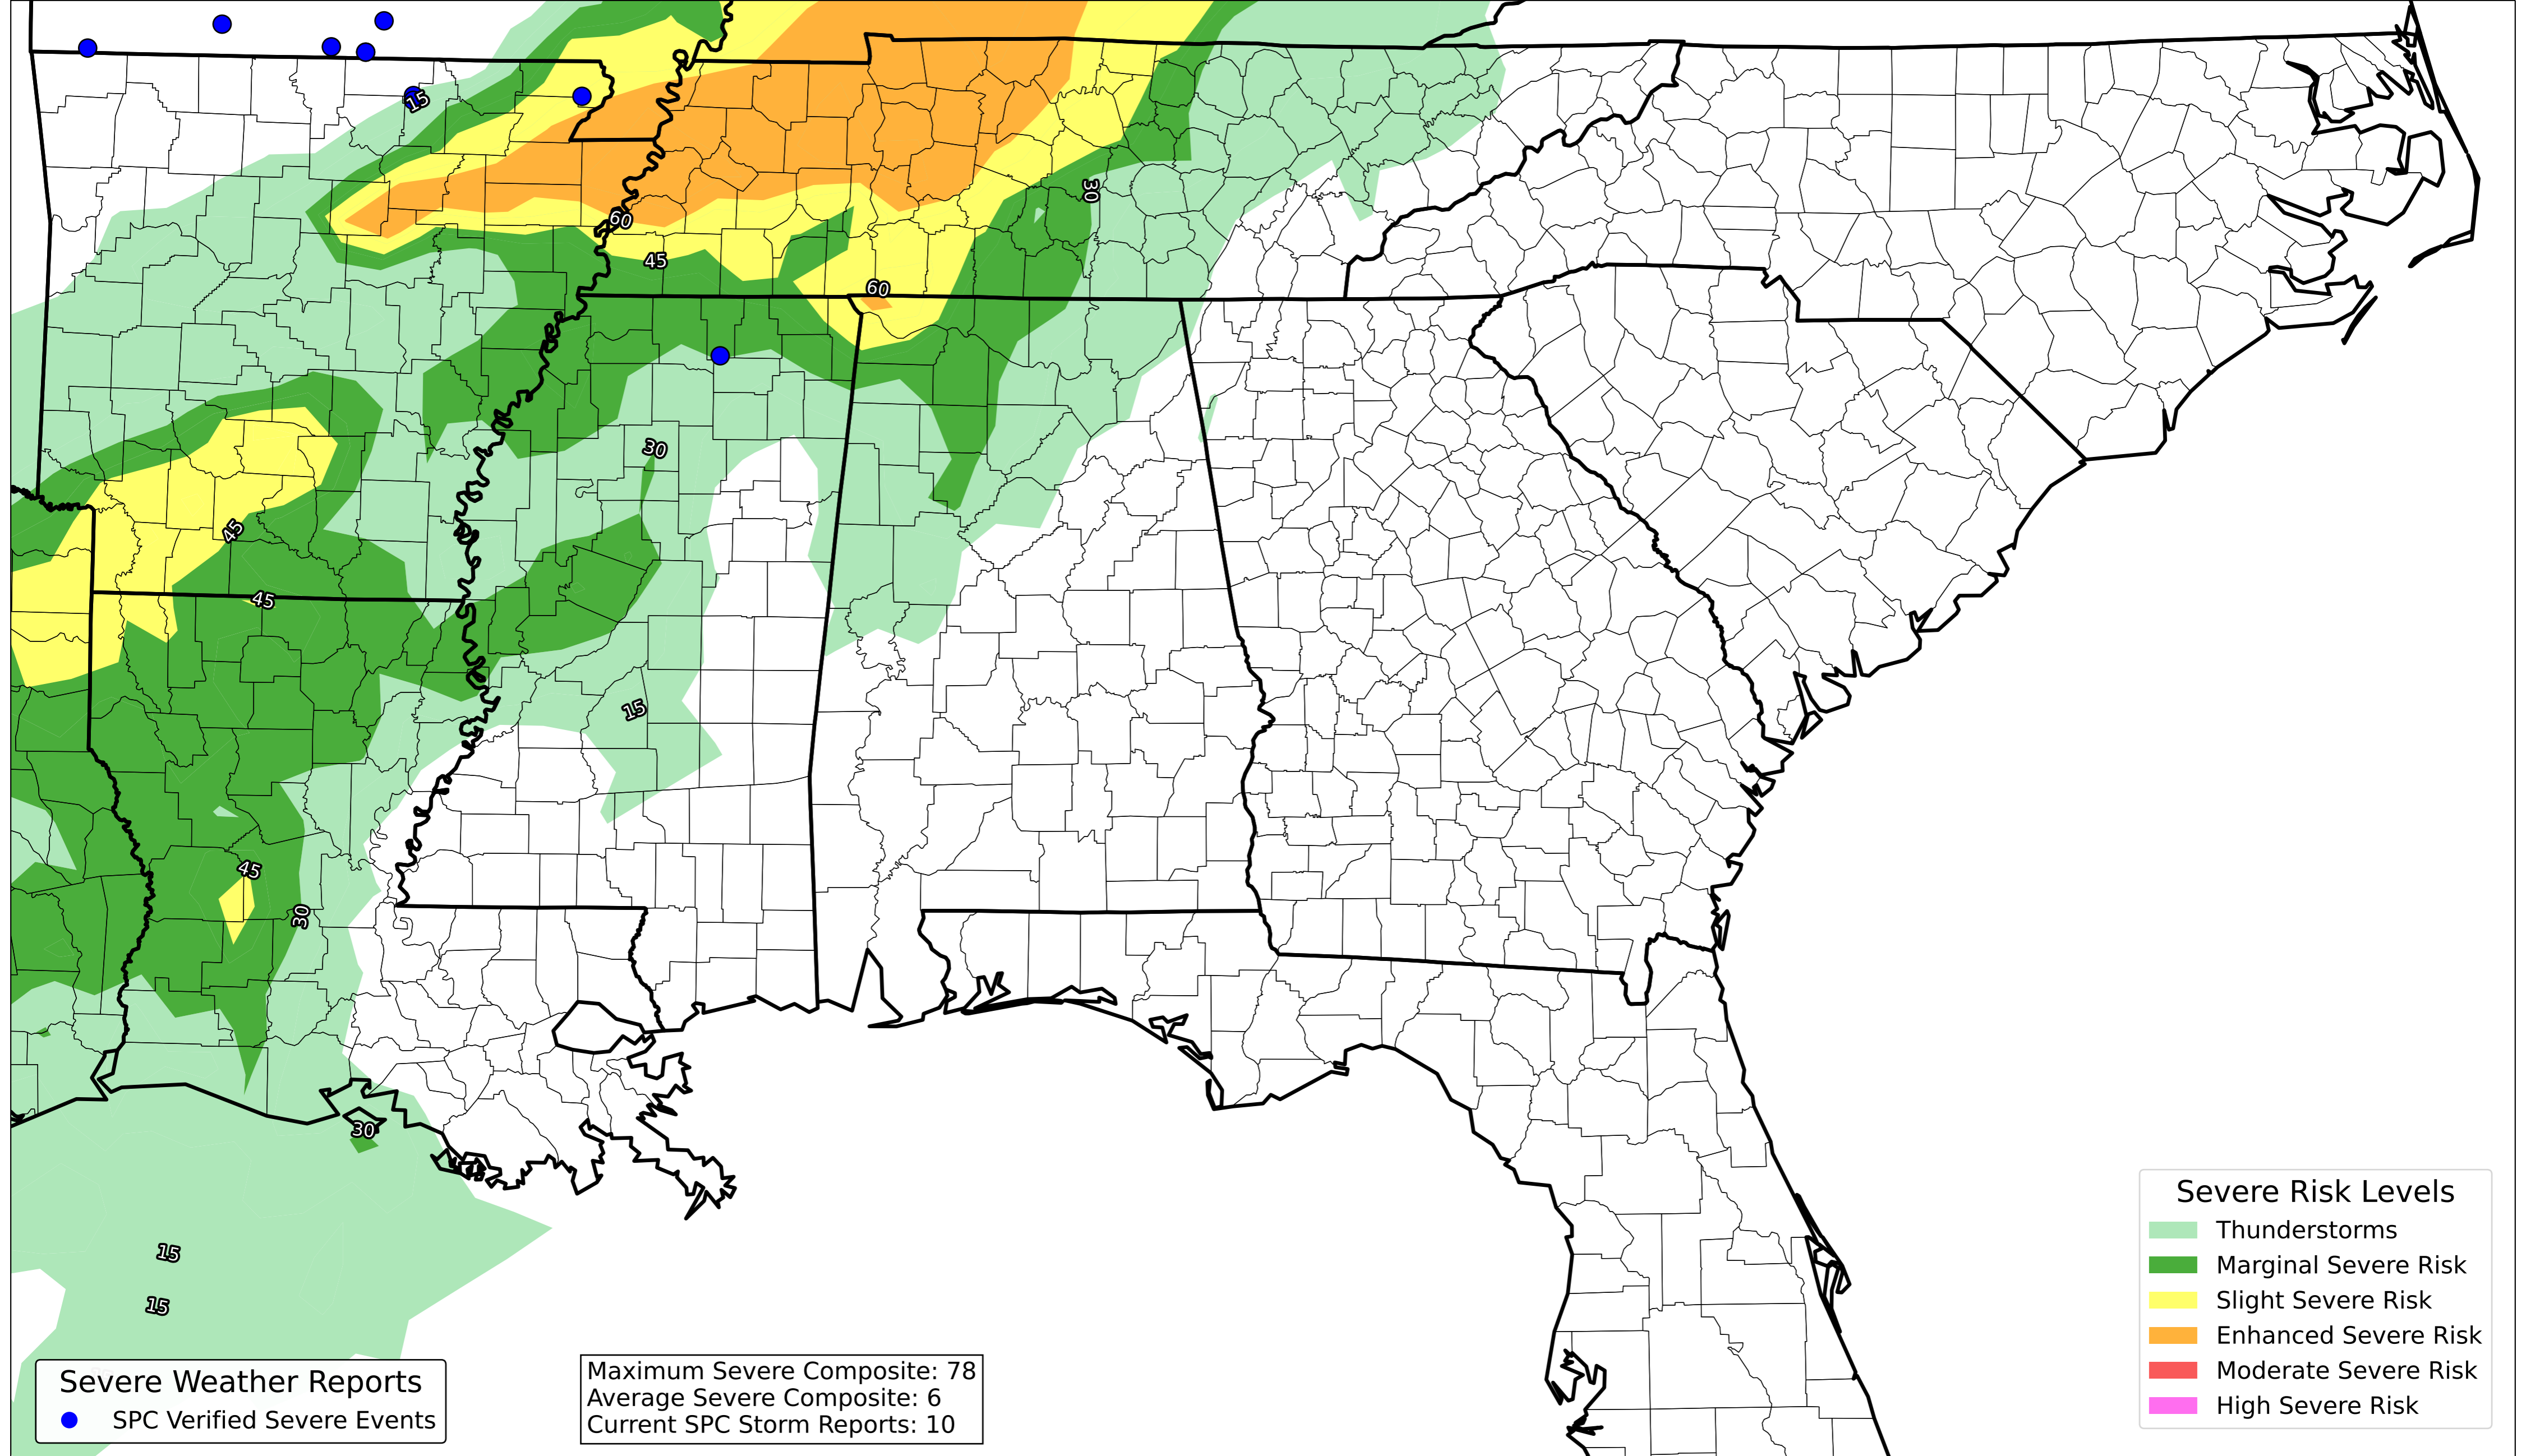 15
30
60
45
60
30
45
45
15
45
30
30
15
15
Severe Risk Levels
Thunderstorms
Marginal Severe Risk
Slight Severe Risk
Enhanced Severe Risk
Moderate Severe Risk
High Severe Risk
Severe Weather Reports
SPC Verified Severe Events
Maximum Severe Composite: 78
Average Severe Composite: 6
Current SPC Storm Reports: 10